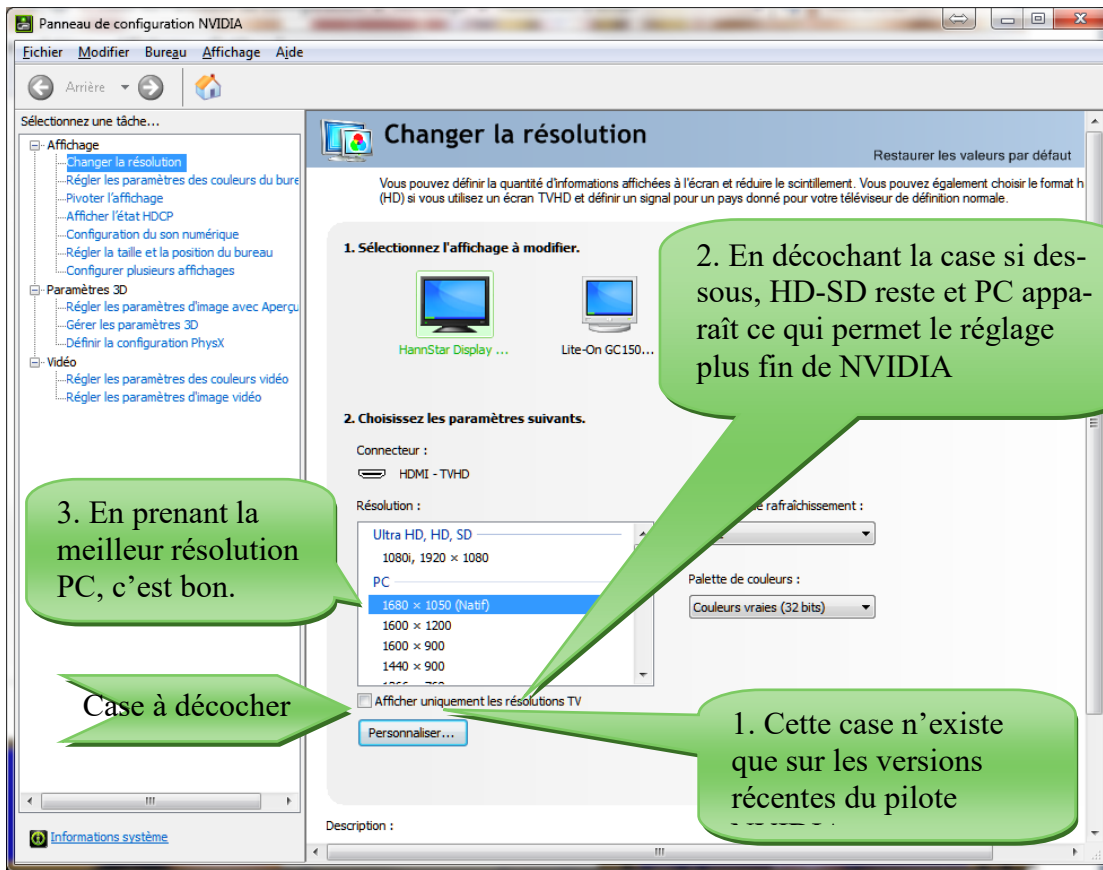 Panneau de configuration NVIDIA
Fichier Modifier Bureau Affichage Aide
Arrière
Sélectionnez une tâche...
Affichage
Changer la résolution
Régler les paramètres des couleurs du bure
Pivoter l'affichage
Afficher l'état HDCP
Configuration du son numérique
Régler la taille et la position du bureau
Configurer plusieurs affichages
Paramètres 3D
Régler les paramètres d'image avec Aperçu
Gérer les paramètres 3D
Définir la configuration PhysX
Vidéo
Régler les paramètres des couleurs vidéo
Régler les paramètres d'image vidéo
Informations système
Changer la résolution
Restaurer les valeurs par défaut
Vous pouvez définir la quantité d'informations affichées à l'écran et réduire le scintillement. Vous pouvez également choisir le format h
(HD) si vous utilisez un écran TVHD et définir un signal pour un pays donné pour votre téléviseur de définition normale.
1. Sélectionnez l'affichage à modifier.
HannStar Display ...
Lite-On GC150...
2. En décochant la case si des-
sous, HD-SD reste et PC appa-
raît ce qui permet le réglage
plus fin de NVIDIA
2. Choisissez les paramètres suivants.
Connecteur :
HDMI - TVHD
Résolution :
Ultra HD, HD, SD
1080i, 1920 × 1080
PC
1680 × 1050 (Natif)
1600 × 1200
1600 × 900
1440 × 900
rafraîchissement :
Palette de couleurs :
Couleurs vraies (32 bits)
3. En prenant la
meilleur résolution
PC, c'est bon.
Case à décocher
Afficher uniquement les résolutions TV
Personnaliser...
1. Cette case n'existe
que sur les versions
récentes du pilote
Description :